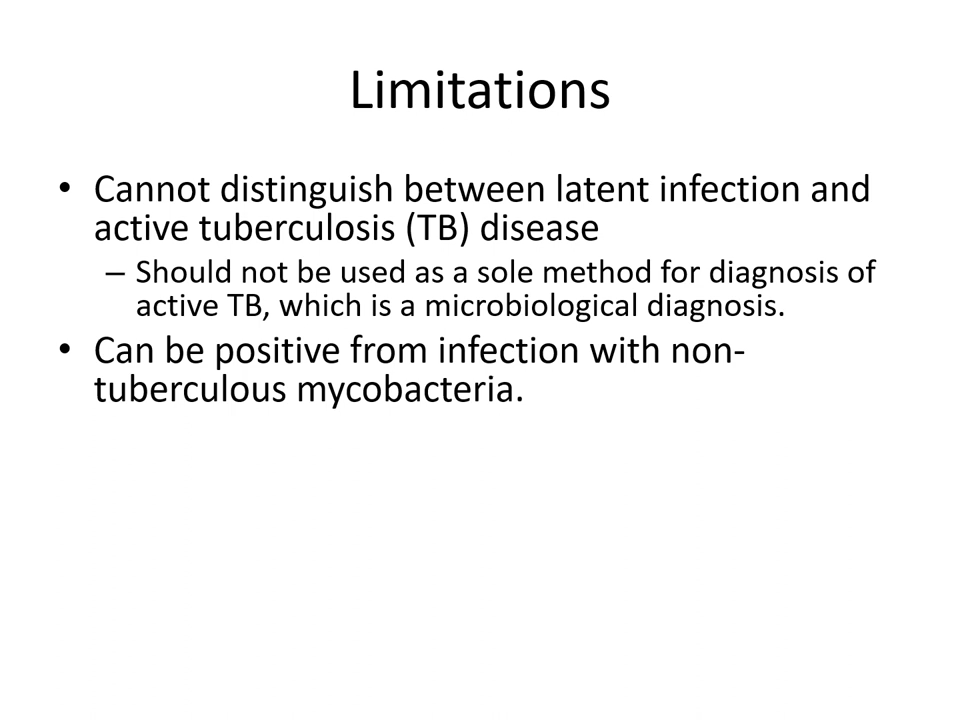 Limitations
• Cannot distinguish between latent infection and
active tuberculosis (TB) disease
– Should not be used as a sole method for diagnosis of
active TB, which is a microbiological diagnosis.
• Can be positive from infection with non-
tuberculous mycobacteria.